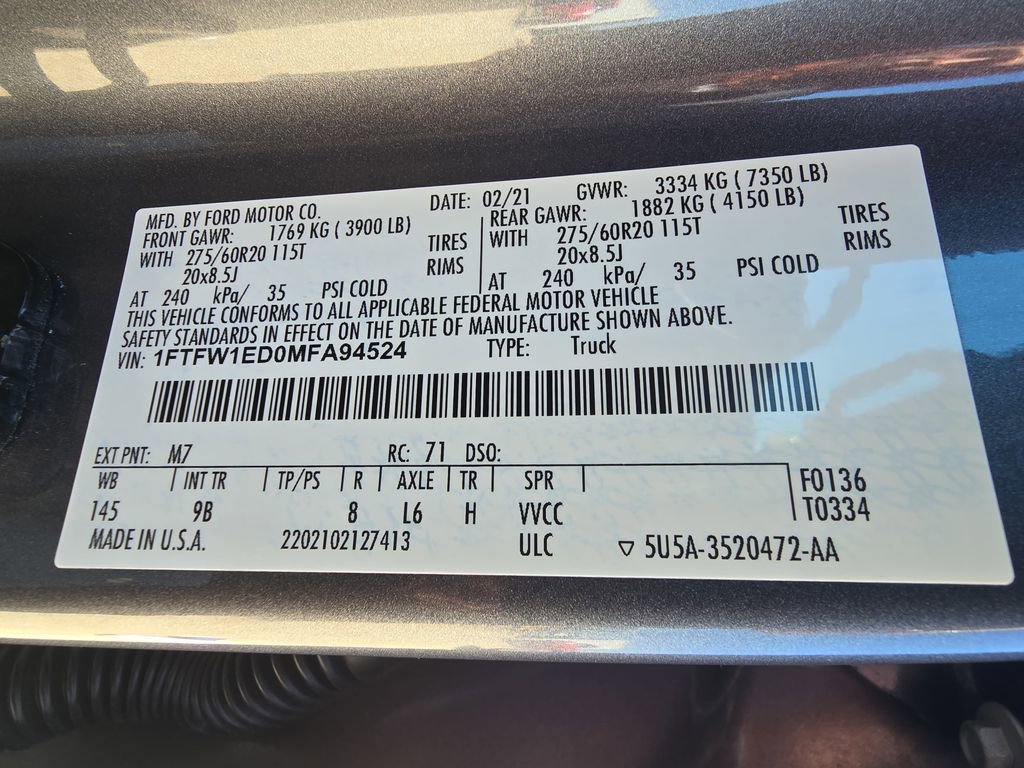 MFD. BY FORD MOTOR CO. DATE: 02/21 GVWR: 3334 KG ( 7350 LB)
FRONT GAWR: 1769 KG ( 3900 LB) REAR GAWR: 1882 KG ( 4150 LB)
WITH 275/60R20 115T TIRES WITH 275/60R20 115T TIRES
20x8.5J RIMS 20x8.5J RIMS
AT 240 kPa/ 35 PSI COLD AT 240 kPa/ 35 PSI COLD
THIS VEHICLE CONFORMS TO ALL APPLICABLE FEDERAL MOTOR VEHICLE
SAFETY STANDARDS IN EFFECT ON THE DATE OF MANUFACTURE SHOWN ABOVE.
VIN: 1FTFW1ED0MFA94524 TYPE: Truck
EXT PNT: M7 RC: 71 DSO:
WB INT TR TP/PS R AXLE TR SPR F0136
145 9B 8 L6 H VVCC T0334
MADE IN U.S.A. 2202102127413 ULC ▽ 5U5A-3520472-AA